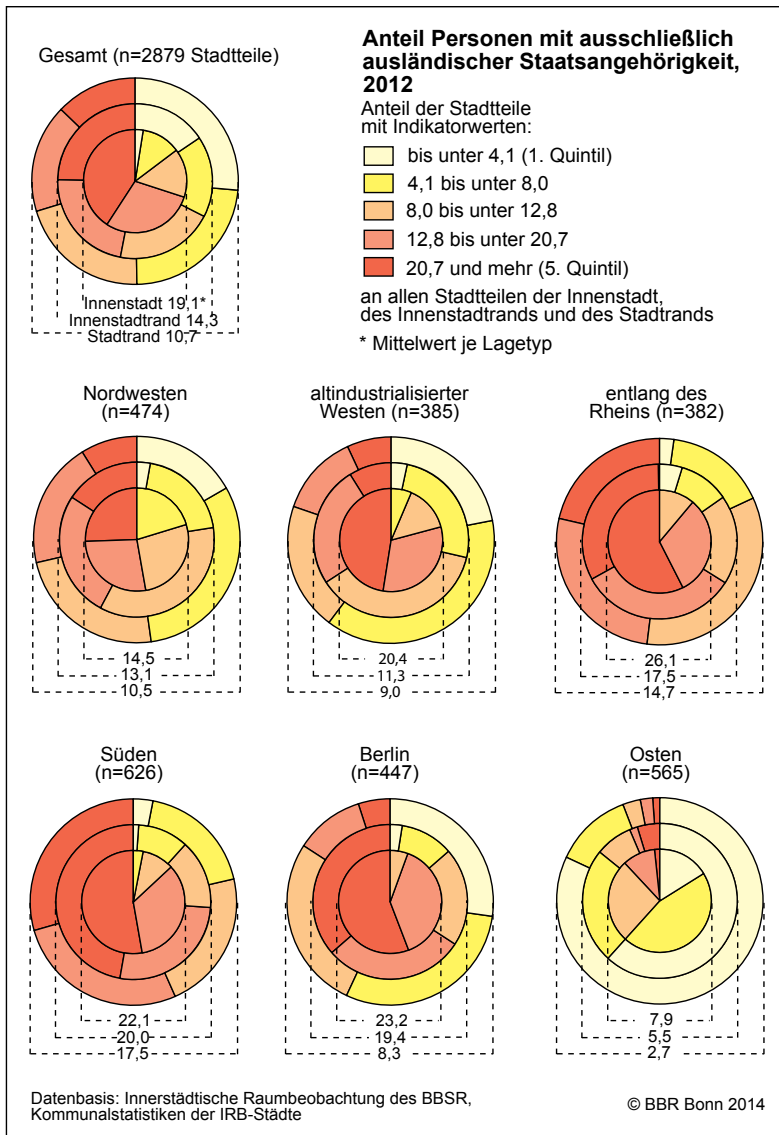 Gesamt (n=2879 Stadtteile)
Innenstadt 19,1*
Innenstadtrand 14,3
Stadtrand 10,7
Anteil Personen mit ausschließlich
ausländischer Staatsangehörigkeit,
2012
Anteil der Stadtteile
mit Indikatorwerten:
bis unter 4,1 (1. Quintil)
4,1 bis unter 8,0
8,0 bis unter 12,8
12,8 bis unter 20,7
20,7 und mehr (5. Quintil)
an allen Stadtteilen der Innenstadt,
des Innenstadtrands und des Stadtrands
* Mittelwert je Lagetyp
Nordwesten
(n=474)
14,5
13,1
10,5
altindustrialisierter
Westen (n=385)
20,4
11,3
9,0
entlang des
Rheins (n=382)
26,1
17,5
14,7
Süden
(n=626)
22,1
20,0
17,5
Berlin
(n=447)
23,2
19,4
8,3
Osten
(n=565)
7,9
5,5
2,7
Datenbasis: Innerstädtische Raumbeobachtung des BBSR,
Kommunalstatistiken der IRB-Städte
© BBR Bonn 2014